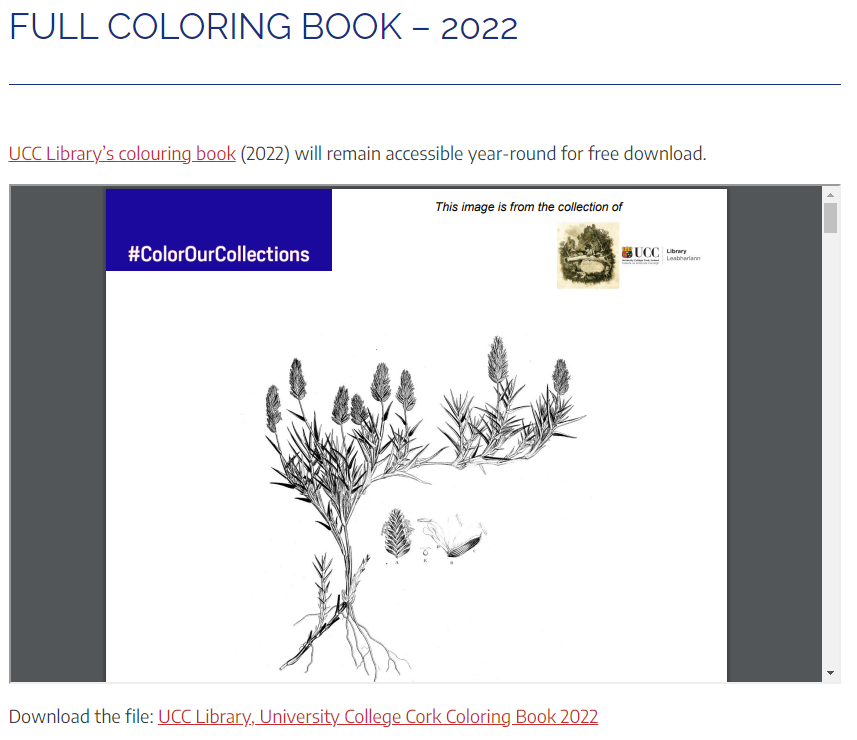 FULL COLORING BOOK – 2022
UCC Library’s colouring book (2022) will remain accessible year-round for free download.
#ColorOurCollections
This image is from the collection of
UCC
Library
Leabharlann
A
B
Download the file: UCC Library, University College Cork Coloring Book 2022